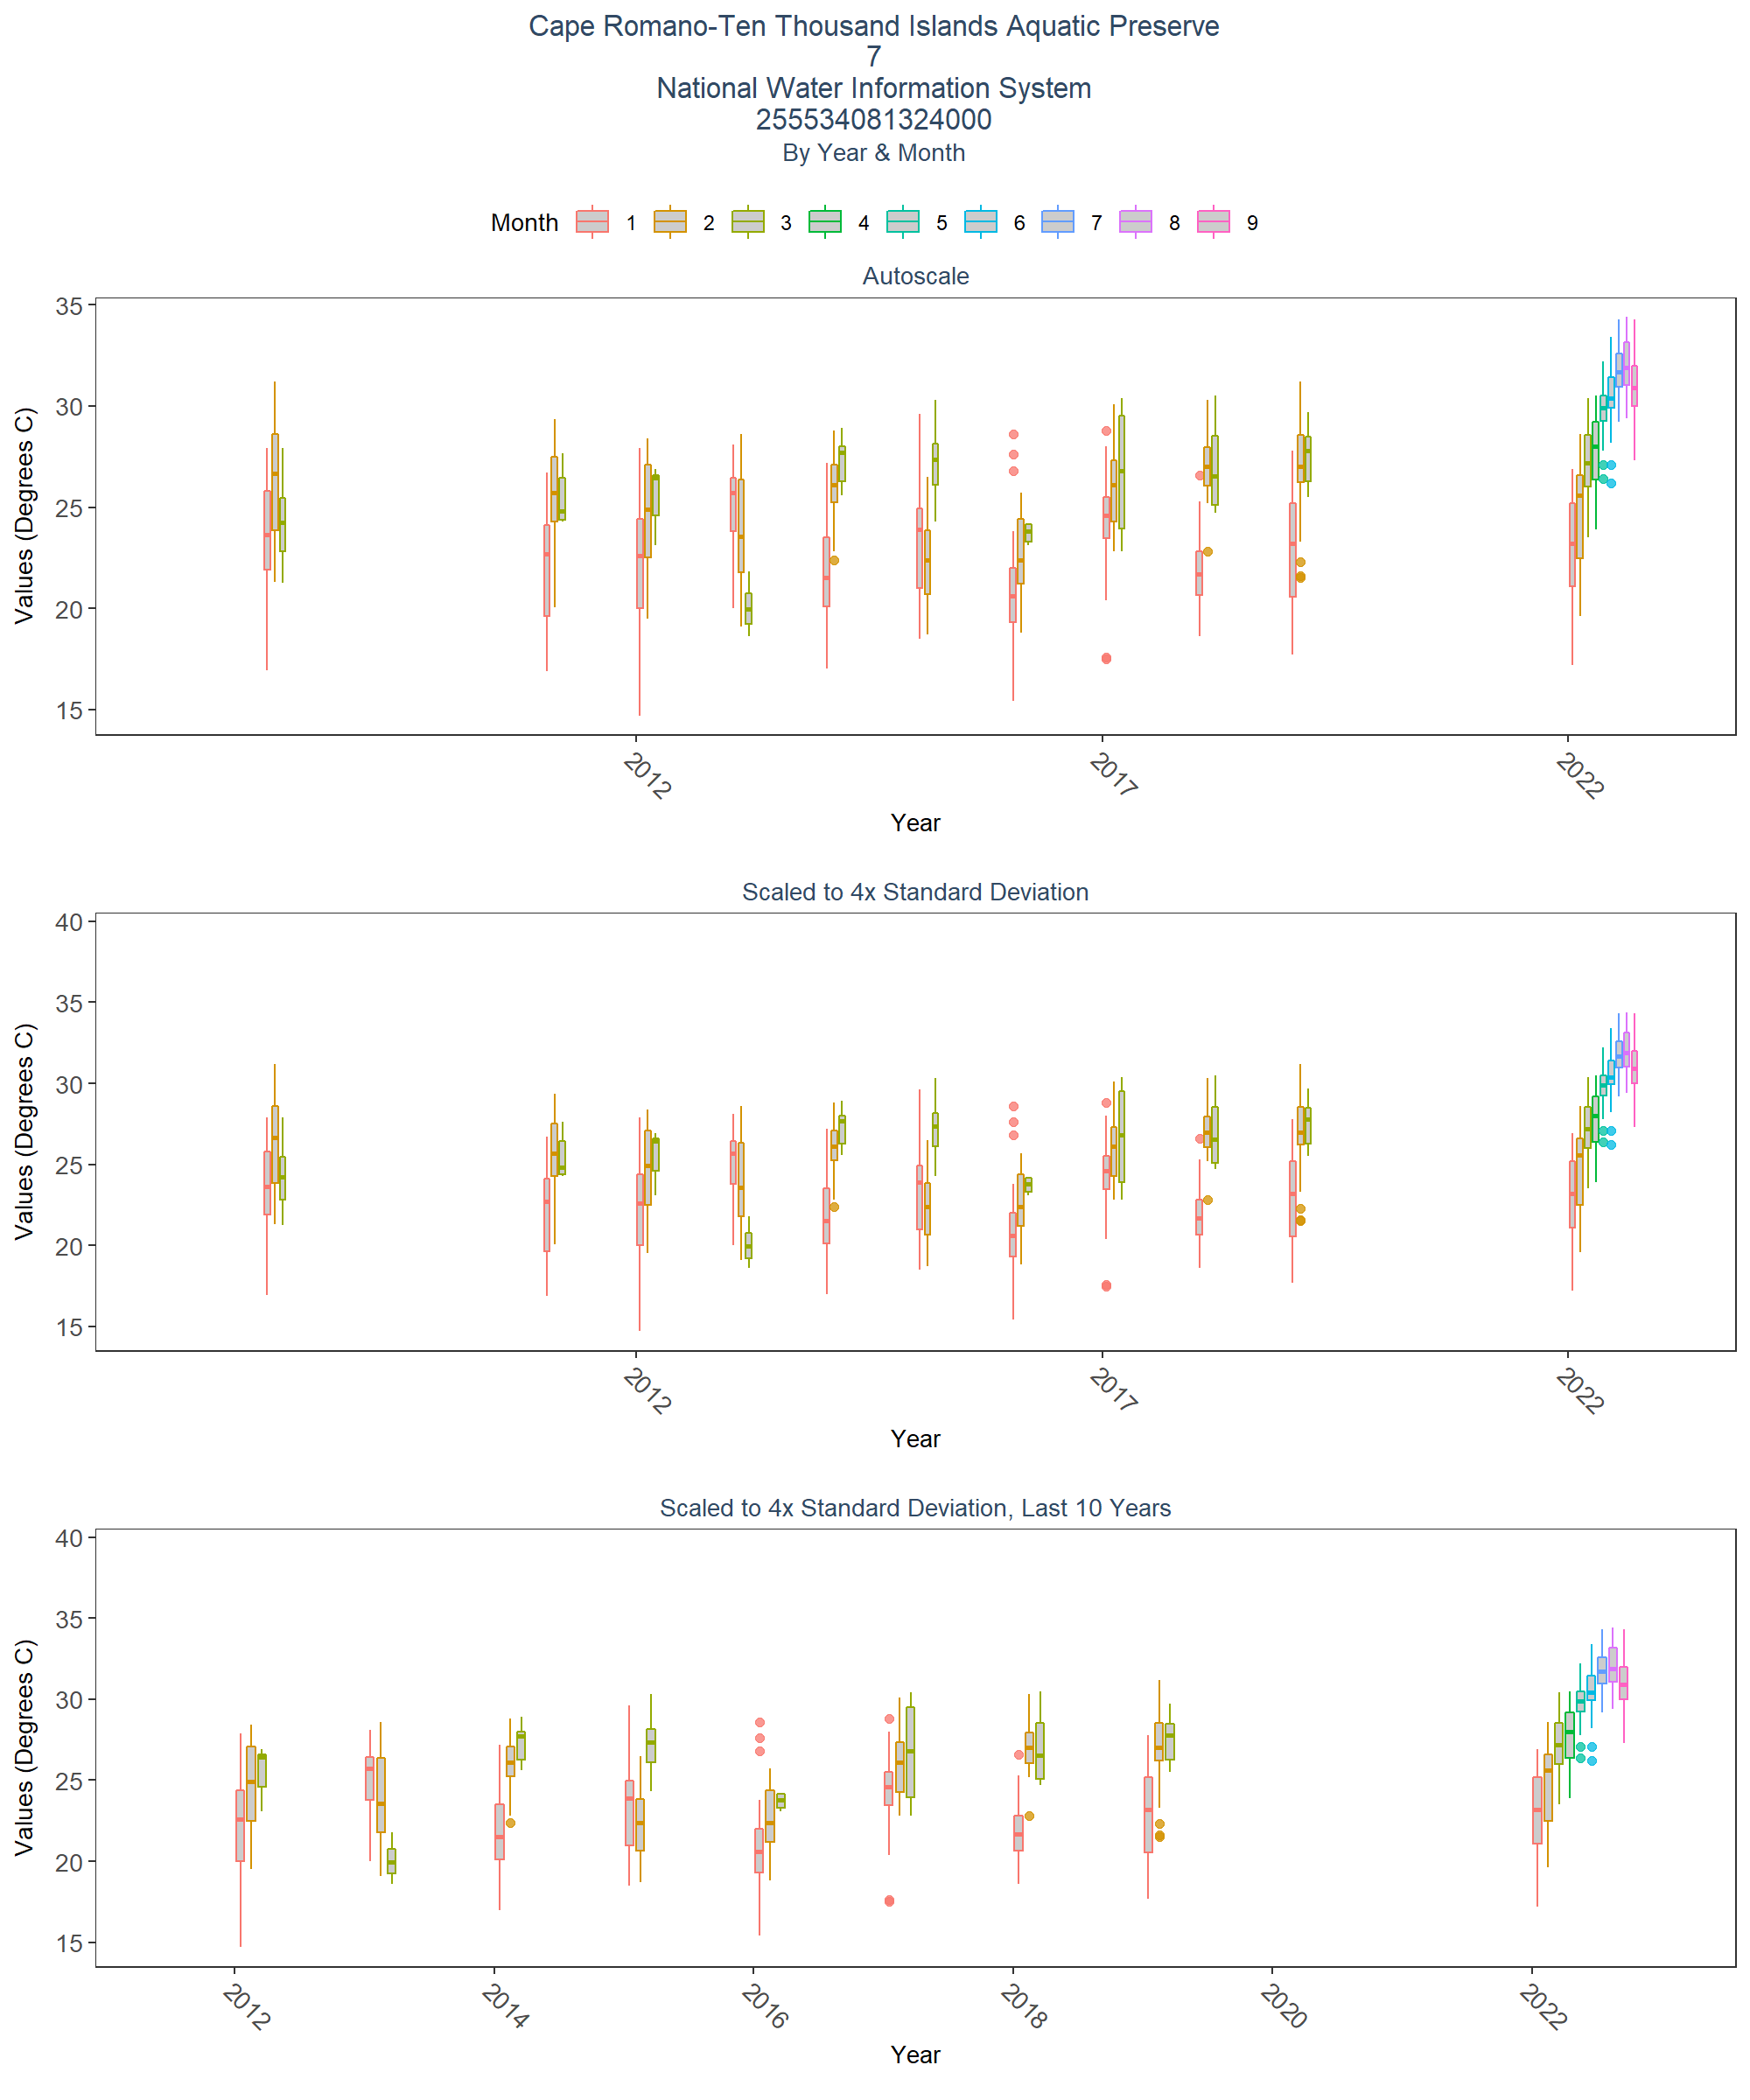 Cape Romano-Ten Thousand Islands Aquatic Preserve
7
National Water Information System
255534081324000
By Year & Month
Month 1 2 3 4 5 6 7 8 9
Autoscale
Values (Degrees C)
35
30
25
20
15
2012 2017 2022
Year
Scaled to 4x Standard Deviation
Values (Degrees C)
40
35
30
25
20
15
2012 2017 2022
Year
Scaled to 4x Standard Deviation, Last 10 Years
Values (Degrees C)
40
35
30
25
20
15
2012 2014 2016 2018 2020 2022
Year